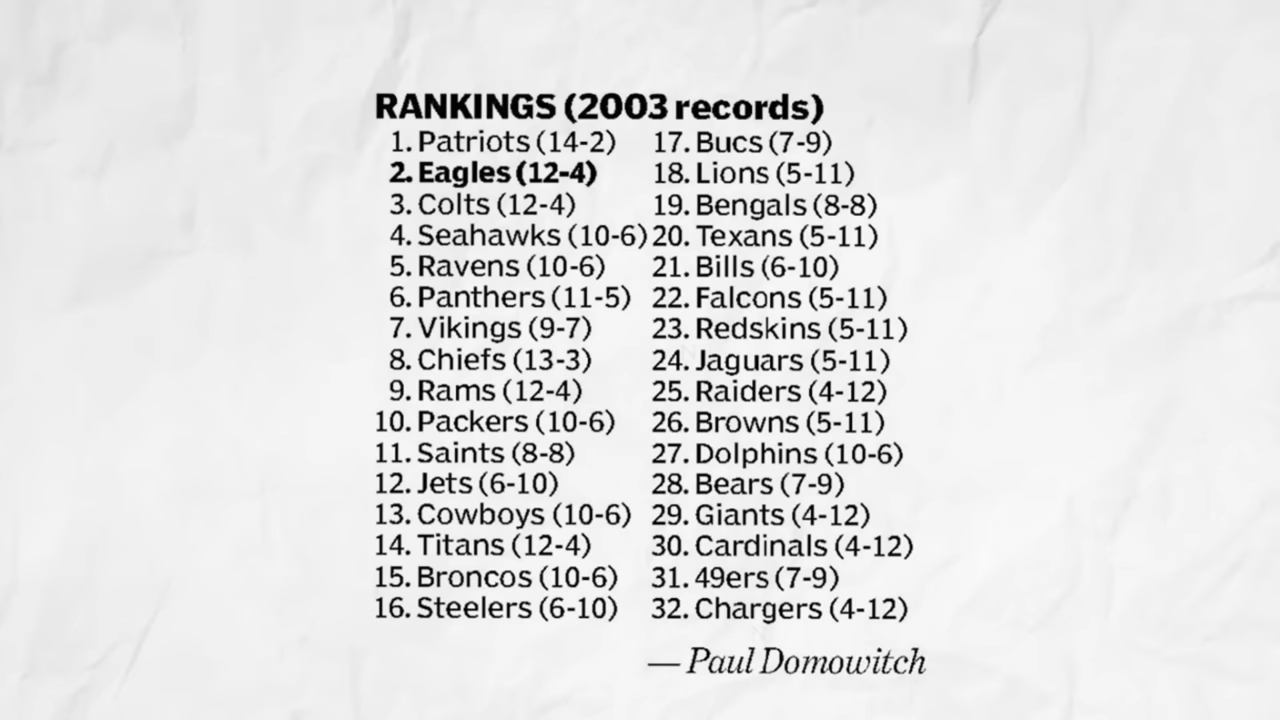 RANKINGS (2003 records)
1. Patriots (14-2)
2. Eagles (12-4)
3. Colts (12-4)
4. Seahawks (10-6)
5. Ravens (10-6)
6. Panthers (11-5)
7. Vikings (9-7)
8. Chiefs (13-3)
9. Rams (12-4)
10. Packers (10-6)
11. Saints (8-8)
12. Jets (6-10)
13. Cowboys (10-6)
14. Titans (12-4)
15. Broncos (10-6)
16. Steelers (6-10)
17. Bucs (7-9)
18. Lions (5-11)
19. Bengals (8-8)
20. Texans (5-11)
21. Bills (6-10)
22. Falcons (5-11)
23. Redskins (5-11)
24. Jaguars (5-11)
25. Raiders (4-12)
26. Browns (5-11)
27. Dolphins (10-6)
28. Bears (7-9)
29. Giants (4-12)
30. Cardinals (4-12)
31. 49ers (7-9)
32. Chargers (4-12)
— Paul Domowitch